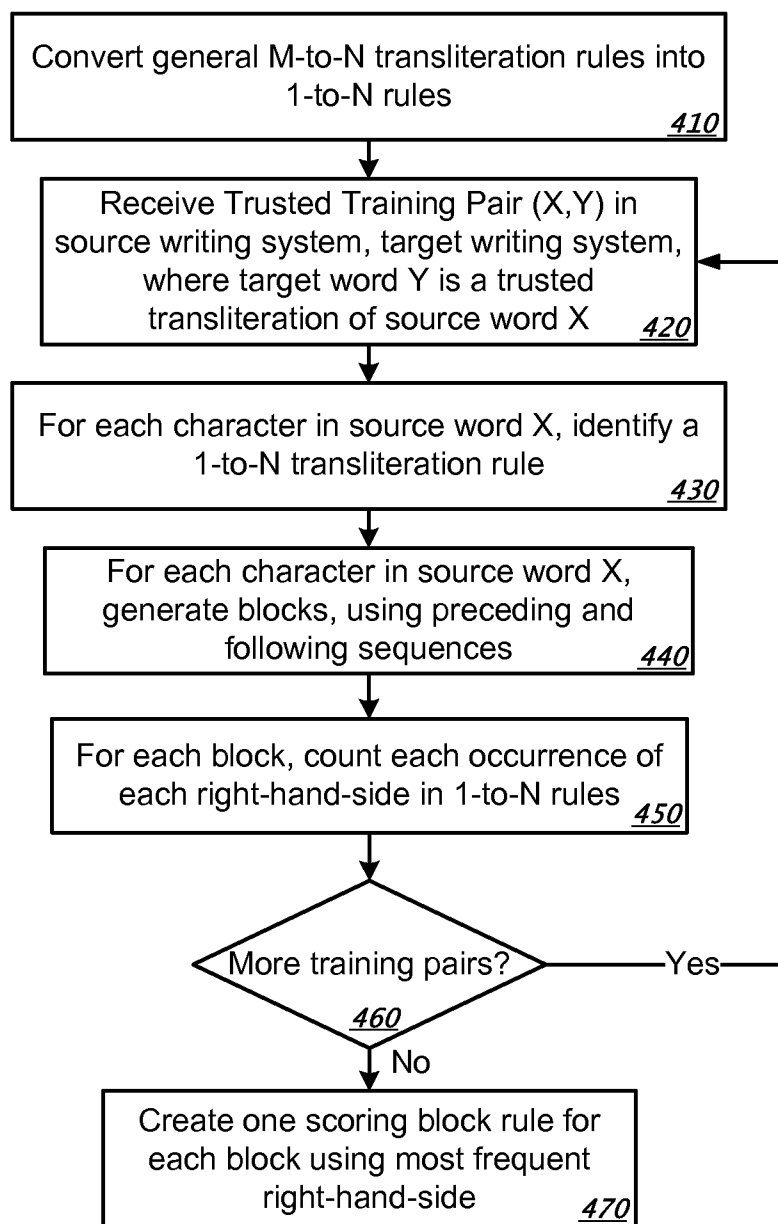 Convert general M-to-N transliteration rules into
1-to-N rules
410
Receive Trusted Training Pair (X,Y) in
source writing system, target writing system,
where target word Y is a trusted
transliteration of source word X
420
For each character in source word X, identify a
1-to-N transliteration rule
430
For each character in source word X,
generate blocks, using preceding and
following sequences
440
For each block, count each occurrence of
each right-hand-side in 1-to-N rules
450
More training pairs?
Yes
460
No
Create one scoring block rule for
each block using most frequent
right-hand-side
470